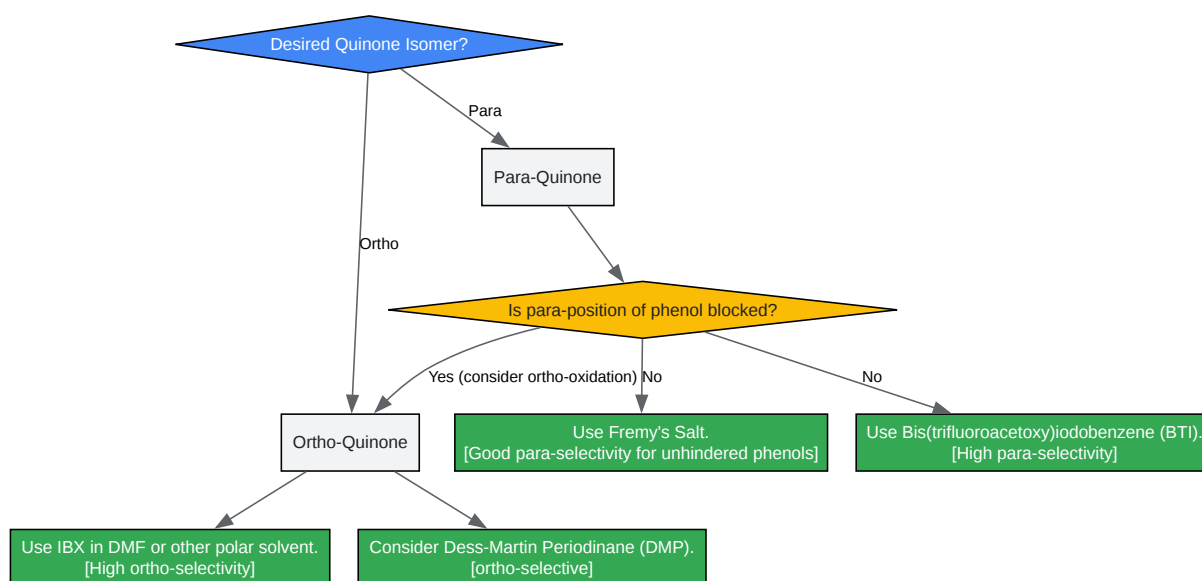 Desired Quinone Isomer?
Para
Para-Quinone
Ortho
Is para-position of phenol blocked?
Yes (consider ortho-oxidation)
No
No
Ortho-Quinone
Use Fremy's Salt.
[Good para-selectivity for unhindered phenols]
Use Bis(trifluoroacetoxy)iodobenzene (BTI).
[High para-selectivity]
Use IBX in DMF or other polar solvent.
[High ortho-selectivity]
Consider Dess-Martin Periodinane (DMP).
[ortho-selective]